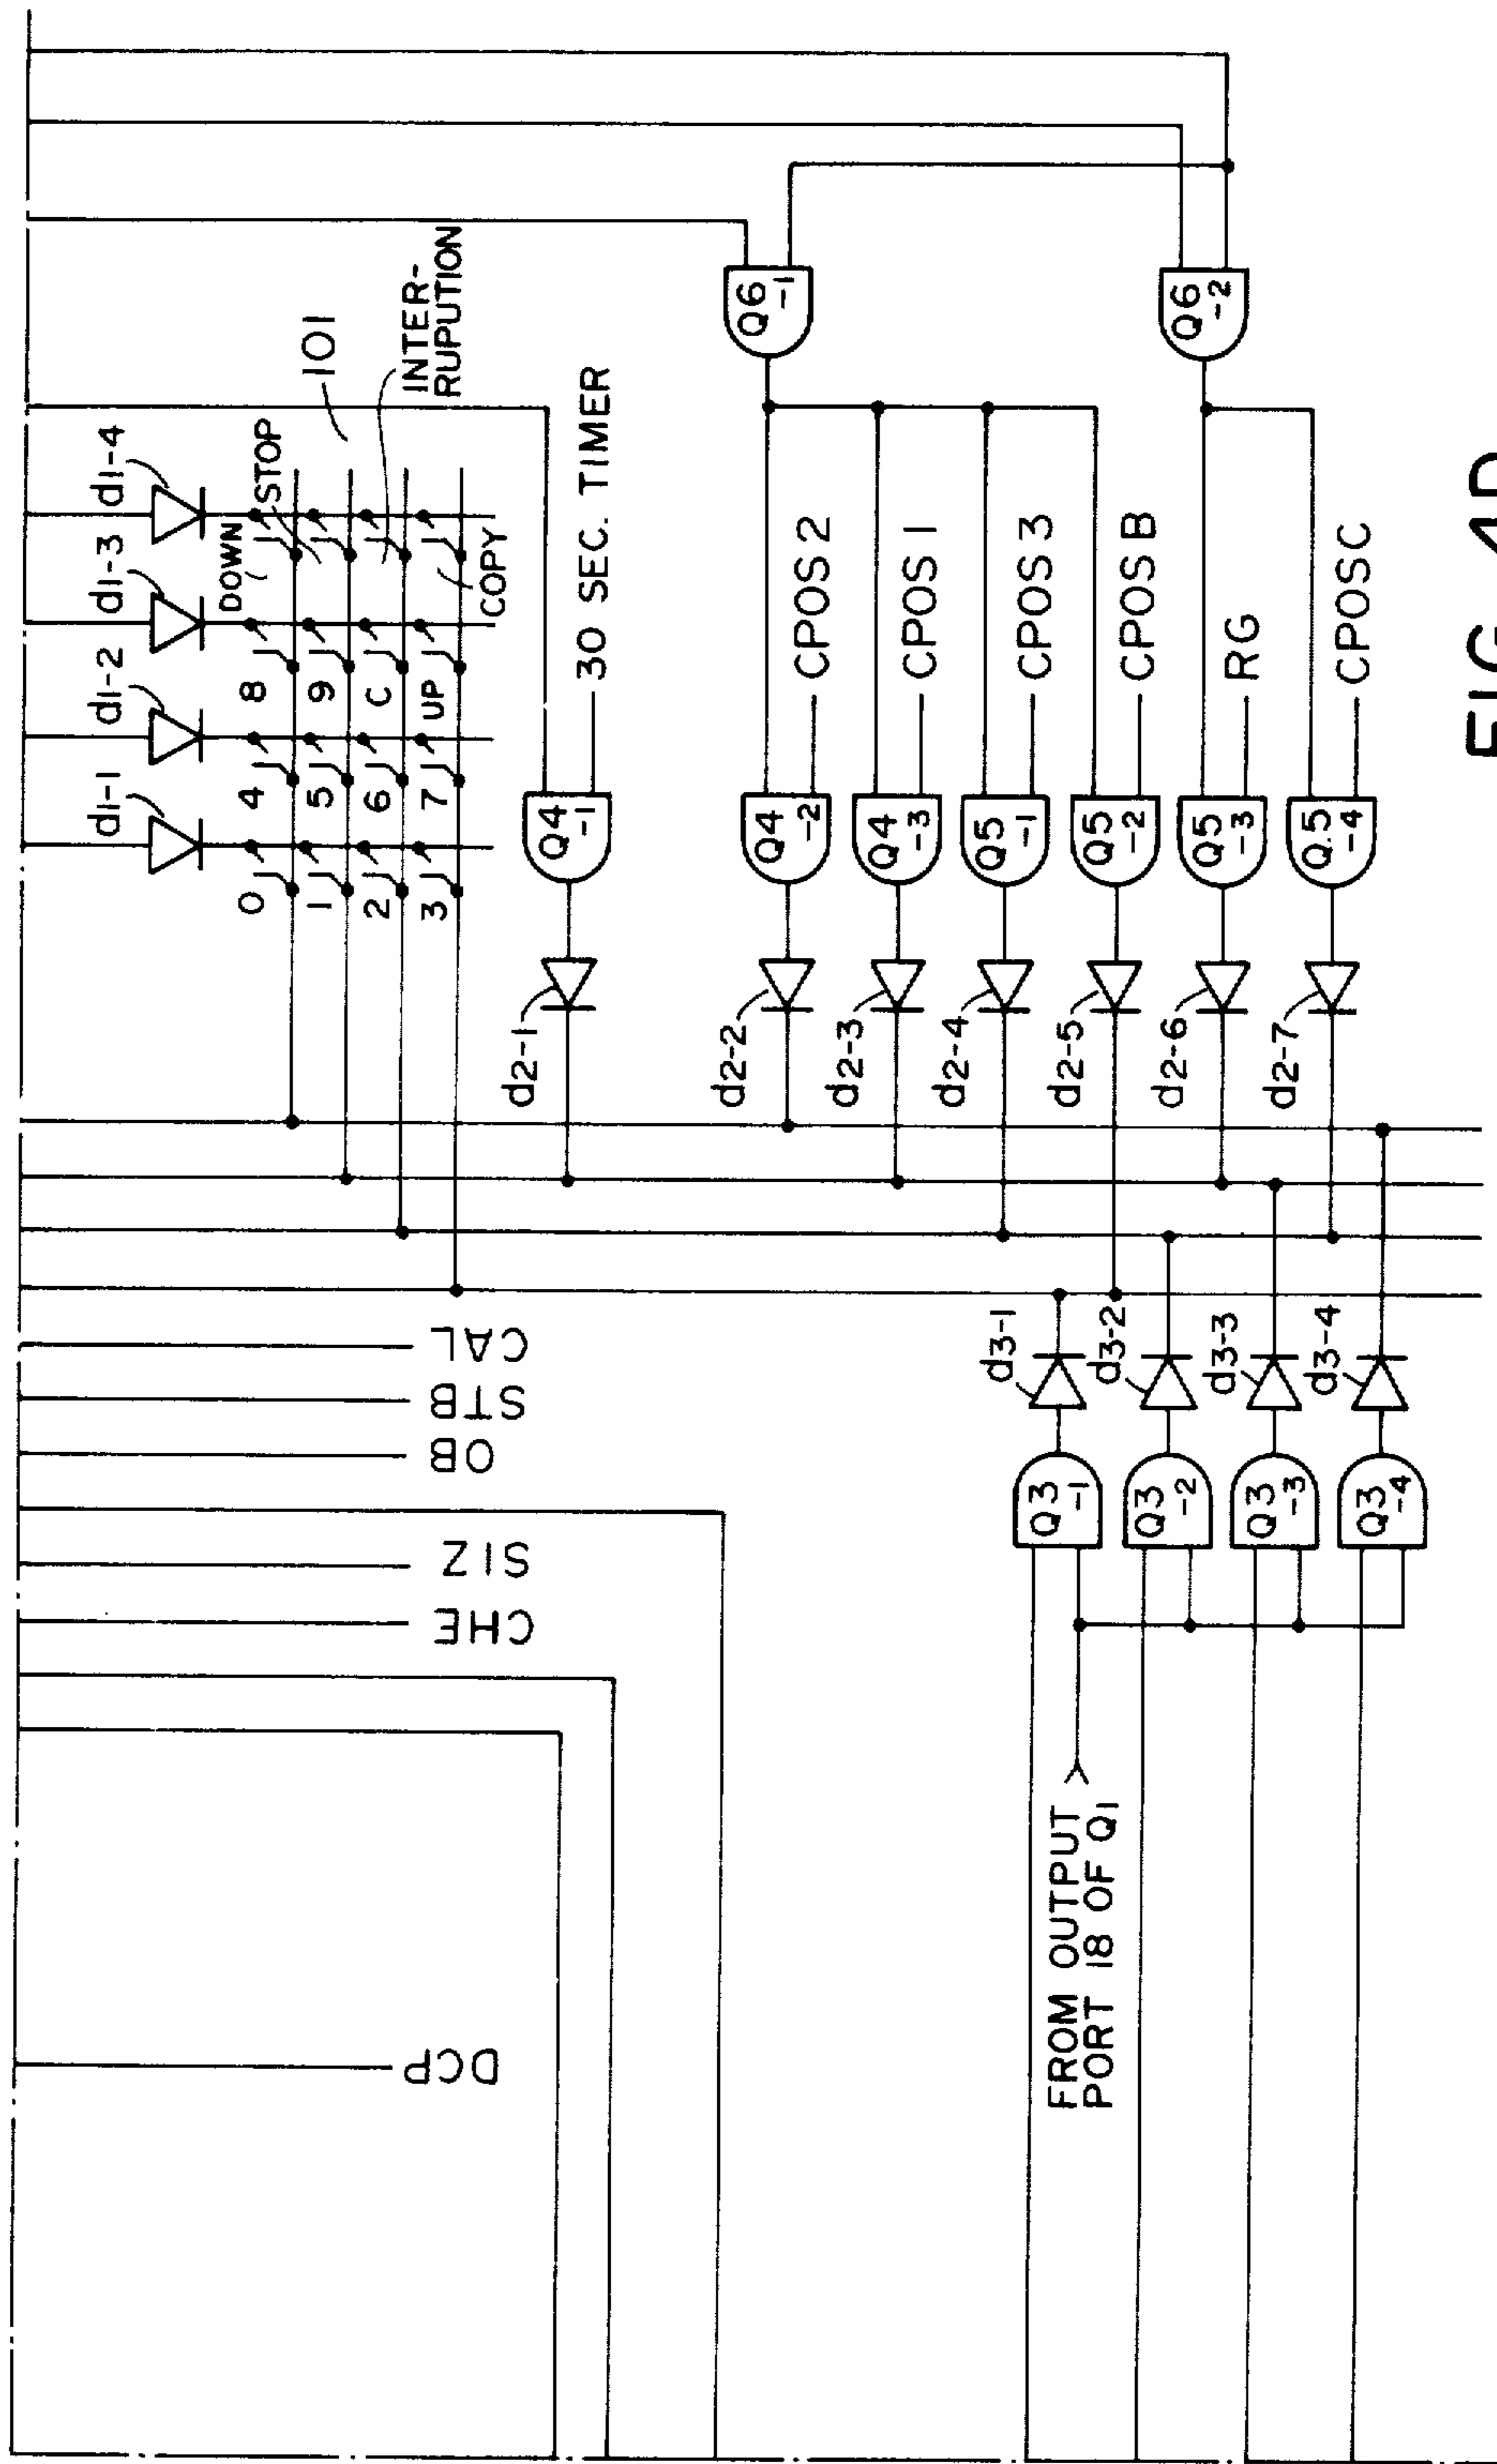 d1-1
d1-2
d1-3
d1-4
DOWN
STOP
101
INTER-
RUPUTION
COPY
0
4
8
1
5
9
2
6
C
3
7
UP
Q4
-1
30 SEC. TIMER
d2-1
Q6
-1
Q6
-2
d2-2
Q4
-2
CPOS 2
d2-3
Q4
-3
CPOS 1
d2-4
Q5
-1
CPOS 3
d2-5
Q5
-2
CPOS B
d2-6
Q5
-3
RG
d2-7
Q.5
-4
CPOS C
CAL
STB
OB
SIZ
CHE
DCP
d3-1
Q3
-1
d3-2
Q3
-2
d3-3
Q3
-3
d3-4
Q3
-4
FROM OUTPUT
PORT 18 OF Q1
FIG. 4D